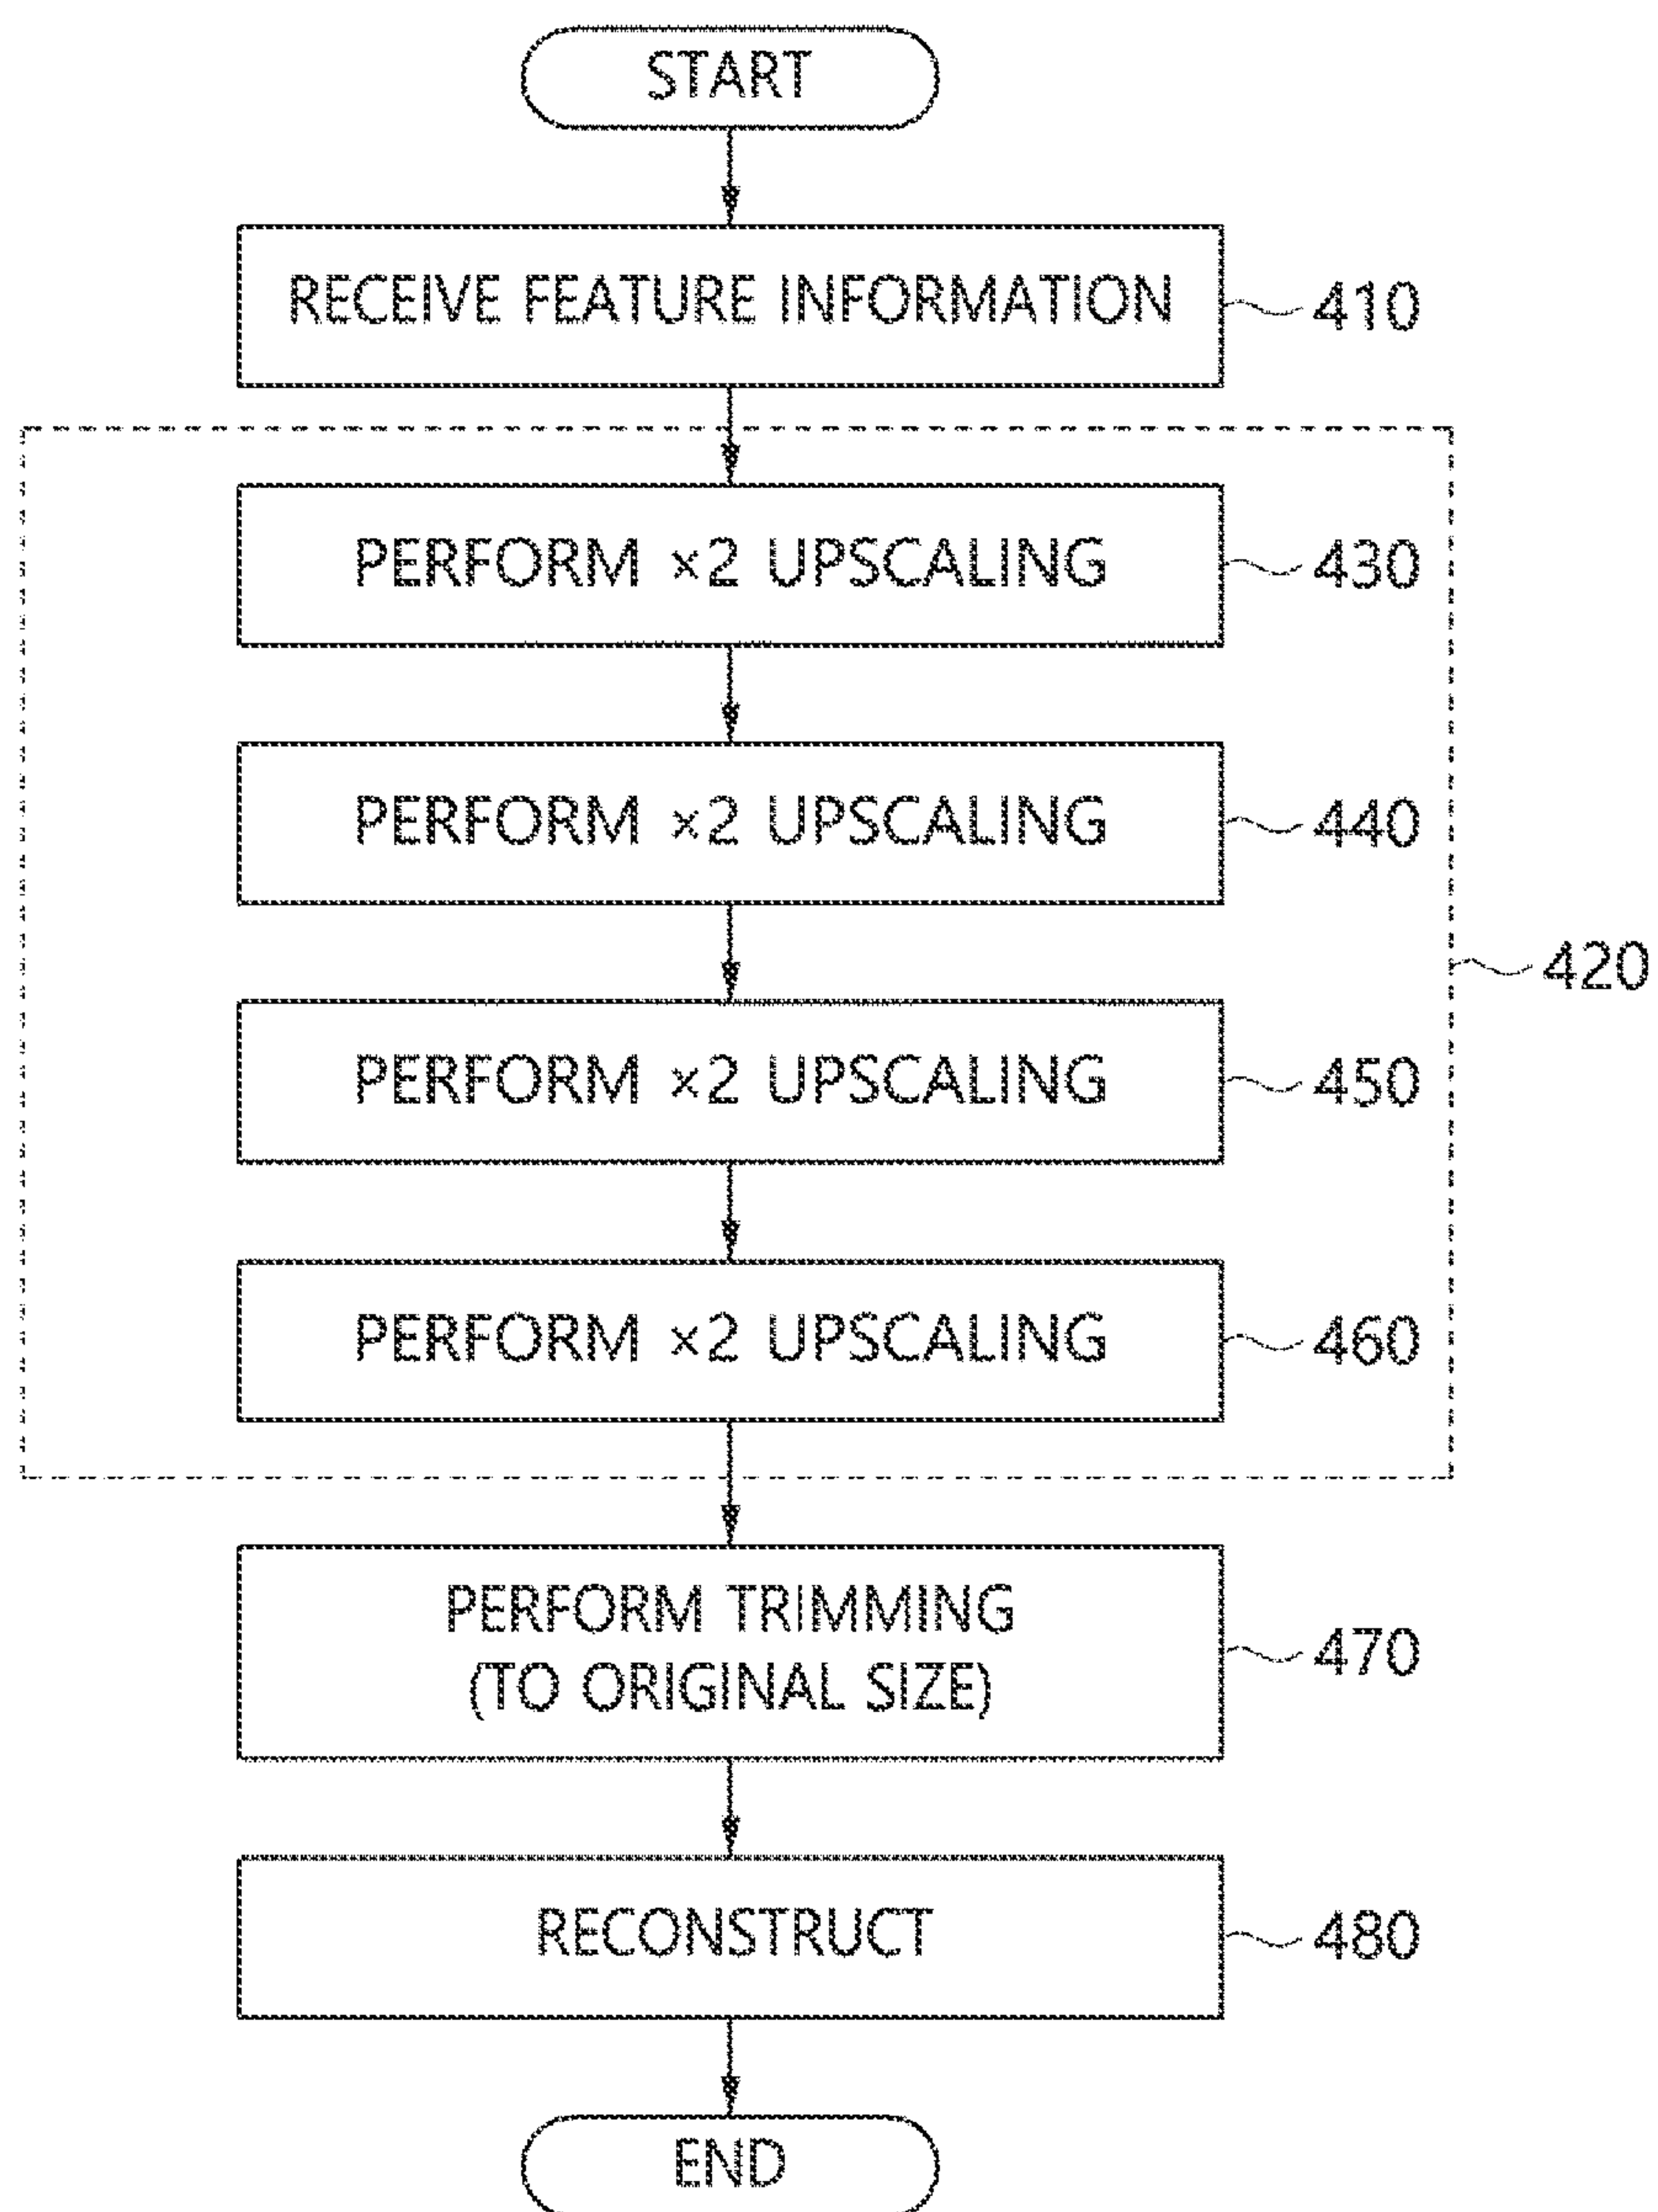 START
RECEIVE FEATURE INFORMATION
410
PERFORM ×2 UPSCALING
430
PERFORM ×2 UPSCALING
440
420
PERFORM ×2 UPSCALING
450
PERFORM ×2 UPSCALING
460
PERFORM TRIMMING
(TO ORIGINAL SIZE)
470
RECONSTRUCT
480
END